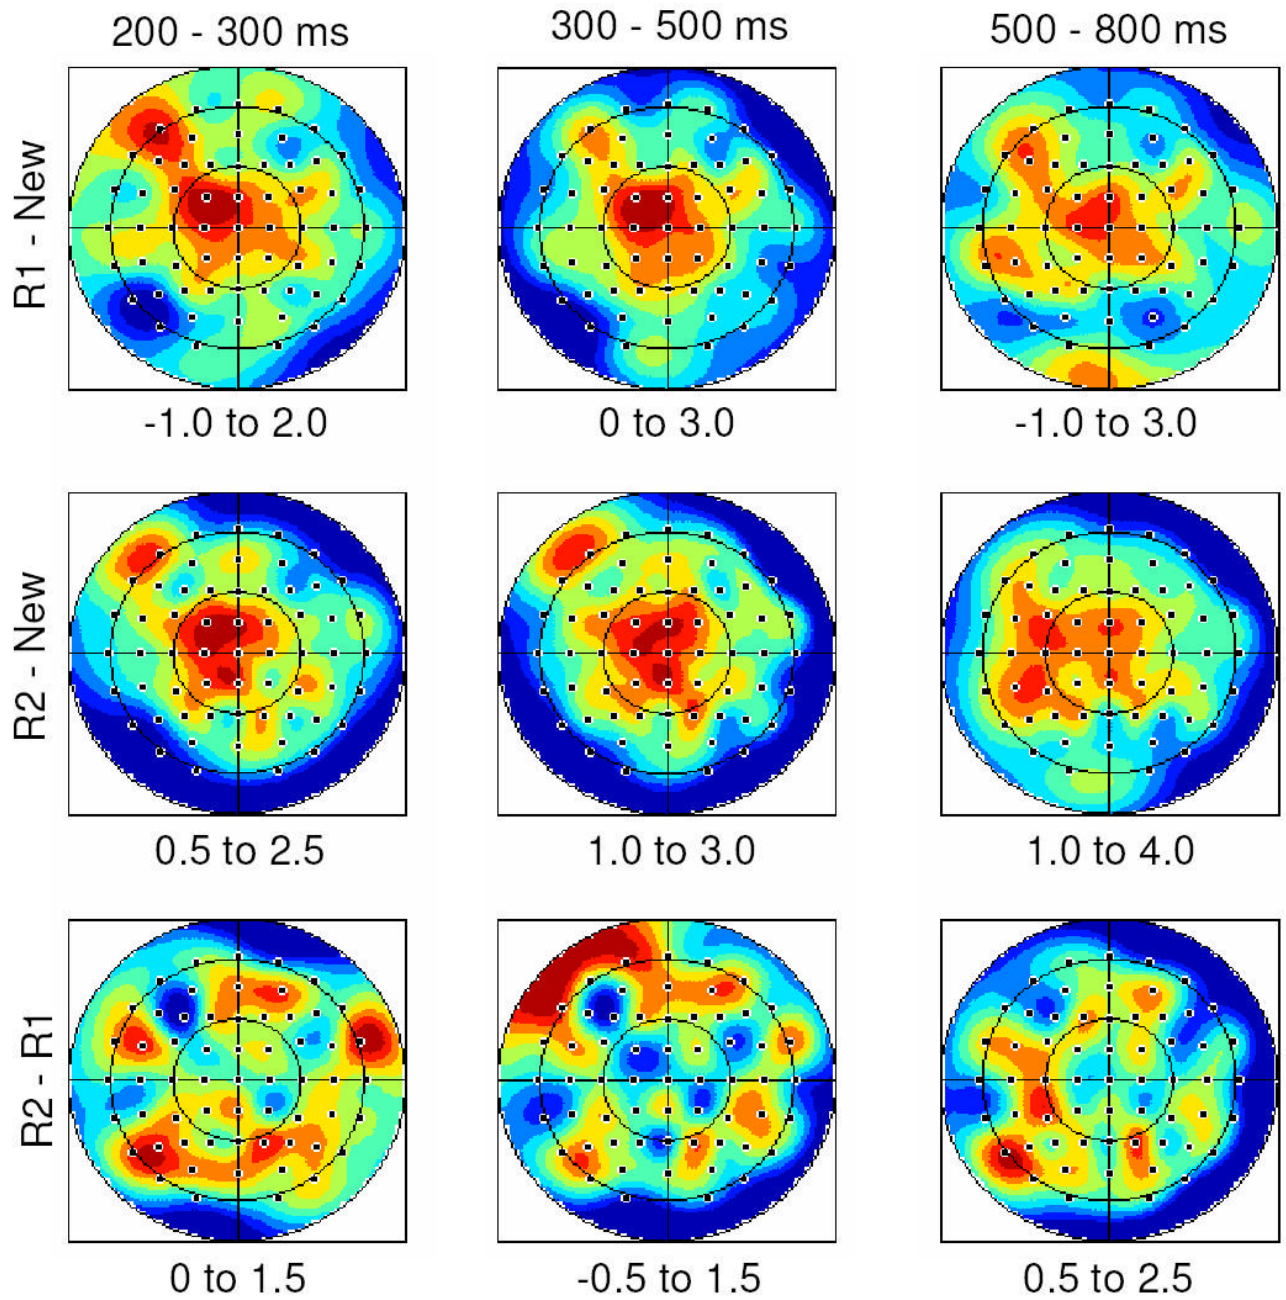 200 - 300 ms
300 - 500 ms
500 - 800 ms
R1 - New
-1.0 to 2.0
0 to 3.0
-1.0 to 3.0
R2 - New
0.5 to 2.5
1.0 to 3.0
1.0 to 4.0
R2 - R1
0 to 1.5
-0.5 to 1.5
0.5 to 2.5